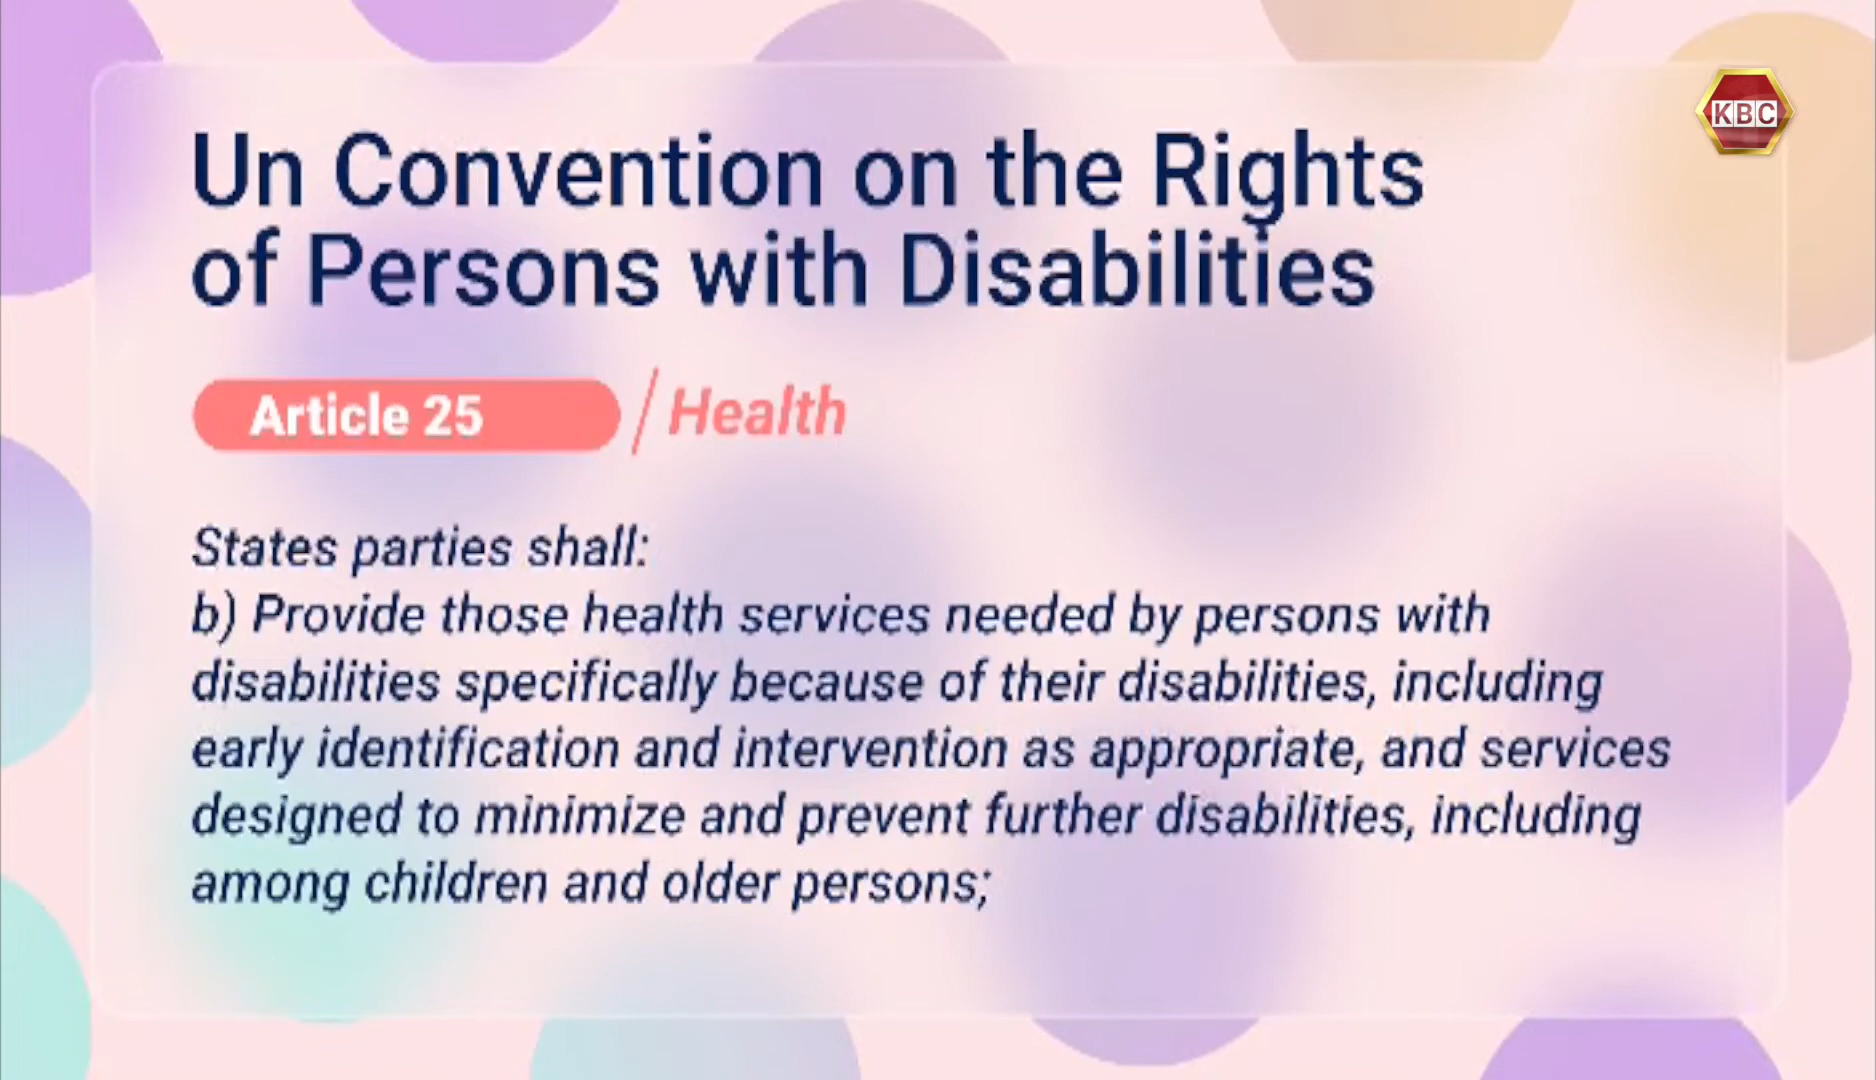 KBC
Un Convention on the Rights
of Persons with Disabilities
Article 25 / Health
States parties shall:
b) Provide those health services needed by persons with
disabilities specifically because of their disabilities, including
early identification and intervention as appropriate, and services
designed to minimize and prevent further disabilities, including
among children and older persons;